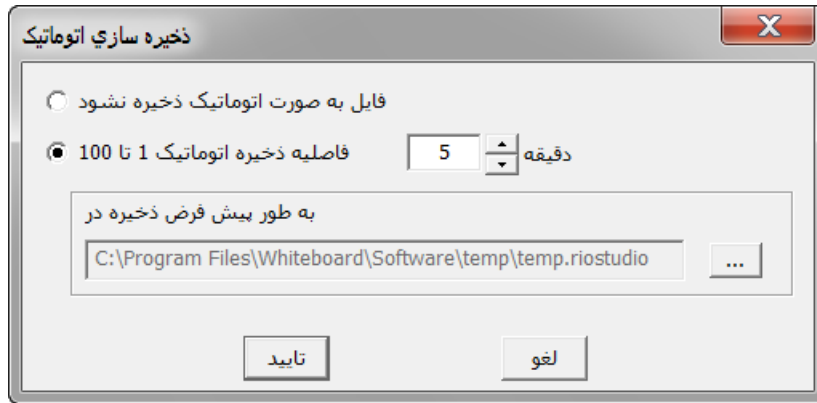 ذخیره سازي اتوماتیک
فایل به صورت اتوماتیک ذخیره نشود
فاصلیه ذخیره اتوماتیک 1 تا 100 5 دقیقه
به طور پیش فرض ذخیره در
C:\Program Files\Whiteboard\Software\temp\temp.riostudio ...
تایید لغو